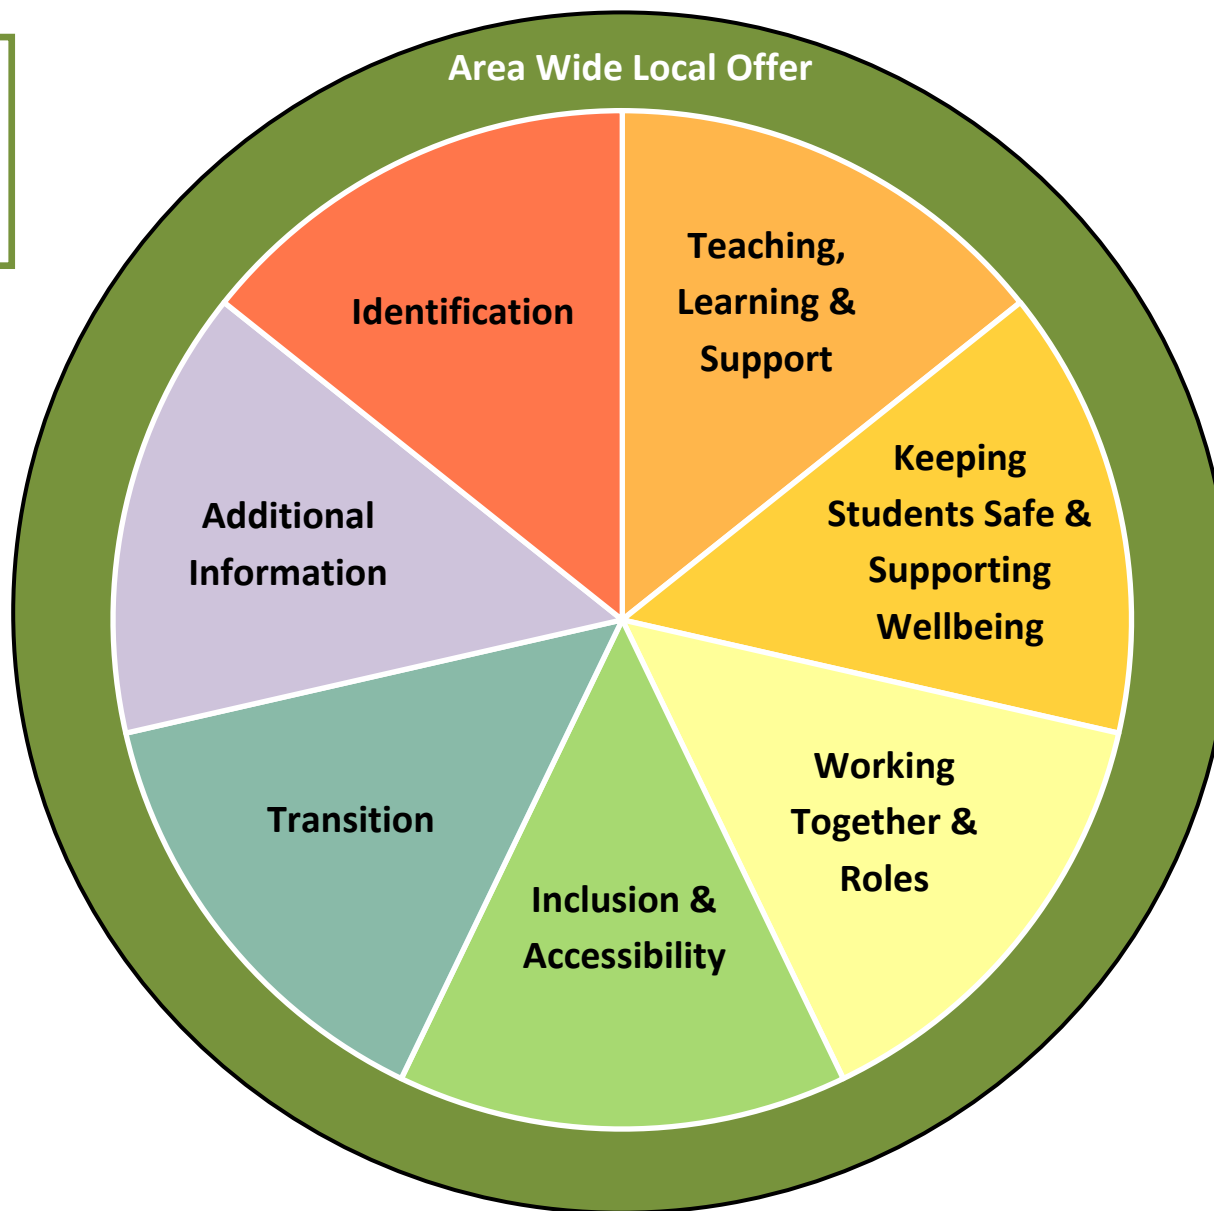 Area Wide Local Offer
Teaching,
Learning &
Support
Keeping
Students Safe &
Supporting
Wellbeing
Working
Together &
Roles
Inclusion &
Accessibility
Transition
Additional
Information
Identification